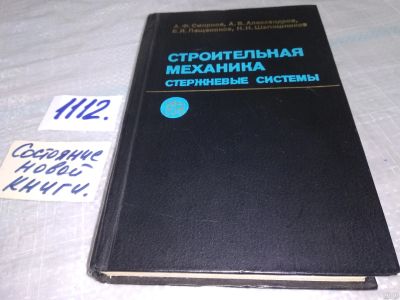 А. Ф. Смирнов, А. В. Александров,
Б. Я. Лащеников, Н. Н. Шапошников
СТРОИТЕЛЬНАЯ
МЕХАНИКА
СТЕРЖНЕВЫЕ СИСТЕМЫ
1112.
Состояние
новой
книги.